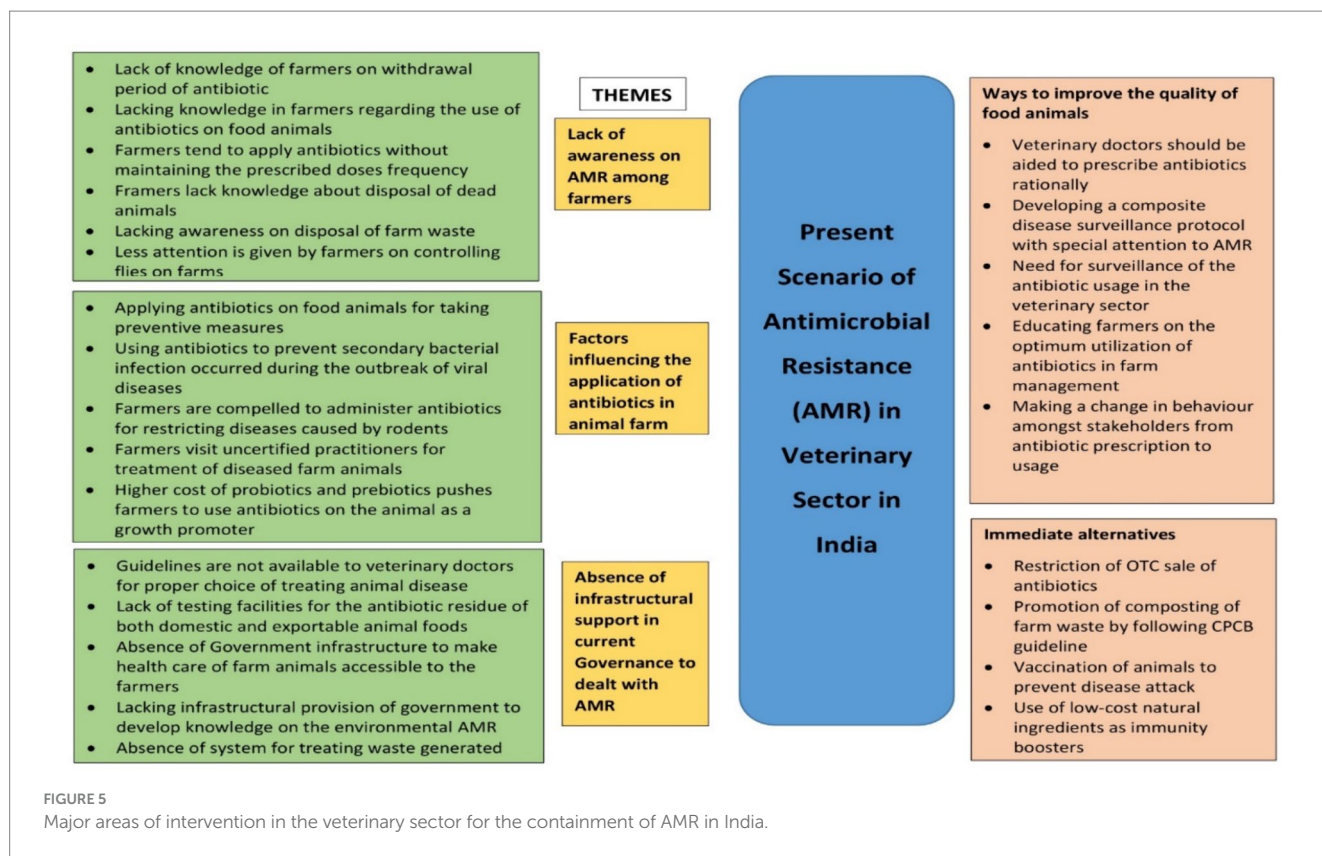 • Lack of knowledge of farmers on withdrawal
period of antibiotic
• Lacking knowledge in farmers regarding the use of
antibiotics on food animals
• Farmers tend to apply antibiotics without
maintaining the prescribed doses frequency
• Framers lack knowledge about disposal of dead
animals
• Lacking awareness on disposal of farm waste
• Less attention is given by farmers on controlling
flies on farms
• Applying antibiotics on food animals for taking
preventive measures
• Using antibiotics to prevent secondary bacterial
infection occurred during the outbreak of viral
diseases
• Farmers are compelled to administer antibiotics
for restricting diseases caused by rodents
• Farmers visit uncertified practitioners for
treatment of diseased farm animals
• Higher cost of probiotics and prebiotics pushes
farmers to use antibiotics on the animal as a
growth promoter
• Guidelines are not available to veterinary doctors
for proper choice of treating animal disease
• Lack of testing facilities for the antibiotic residue of
both domestic and exportable animal foods
• Absence of Government infrastructure to make
health care of farm animals accessible to the
farmers
• Lacking infrastructural provision of government to
develop knowledge on the environmental AMR
• Absence of system for treating waste generated
THEMES
Lack of
awareness on
AMR among
farmers
Factors
influencing the
application of
antibiotics in
animal farm
Absence of
infrastructural
support in
current
Governance to
dealt with
AMR
Present
Scenario of
Antimicrobial
Resistance
(AMR) in
Veterinary
Sector in
India
Ways to improve the quality of
food animals
• Veterinary doctors should be
aided to prescribe antibiotics
rationally
• Developing a composite
disease surveillance protocol
with special attention to AMR
• Need for surveillance of the
antibiotic usage in the
veterinary sector
• Educating farmers on the
optimum utilization of
antibiotics in farm
management
• Making a change in behaviour
amongst stakeholders from
antibiotic prescription to
usage
Immediate alternatives
• Restriction of OTC sale of
antibiotics
• Promotion of composting of
farm waste by following CPCB
guideline
• Vaccination of animals to
prevent disease attack
• Use of low-cost natural
ingredients as immunity
boosters
FIGURE 5
Major areas of intervention in the veterinary sector for the containment of AMR in India.